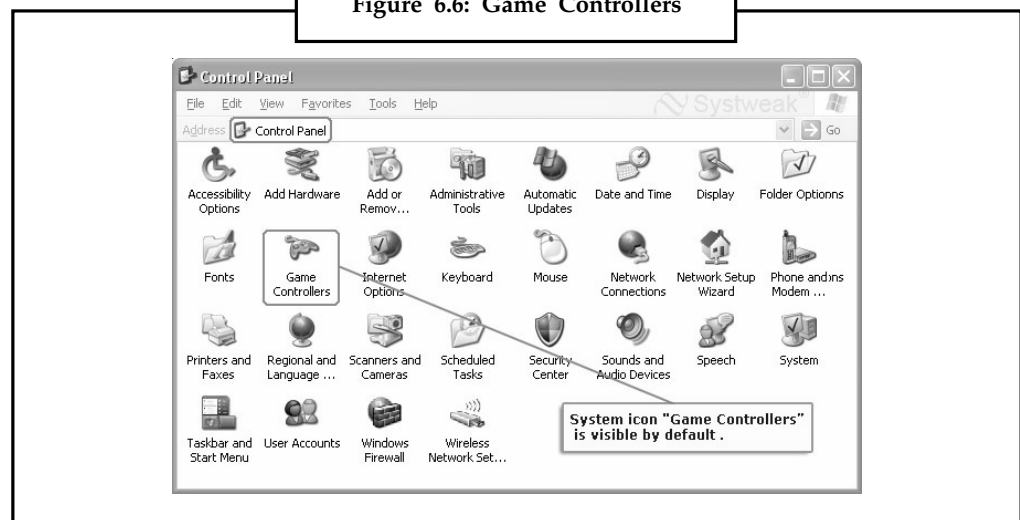 Figure 6.6: Game Controllers
Control Panel
File Edit View Favorites Tools Help
Systweak®
Address Control Panel Go
Accessibility Options
Add Hardware
Add or Remov...
Administrative Tools
Automatic Updates
Date and Time
Display
Folder Optionns
Fonts
Game Controllers
Internet Options
Keyboard
Mouse
Network Connections
Network Setup Wizard
Phone and ons Modem ...
Printers and Faxes
Regional and Language ...
Scanners and Cameras
Scheduled Tasks
Security Center
Sounds and Audio Devices
Speech
System
Taskbar and Start Menu
User Accounts
Windows Firewall
Wireless Network Set...
System icon "Game Controllers"
is visible by default .